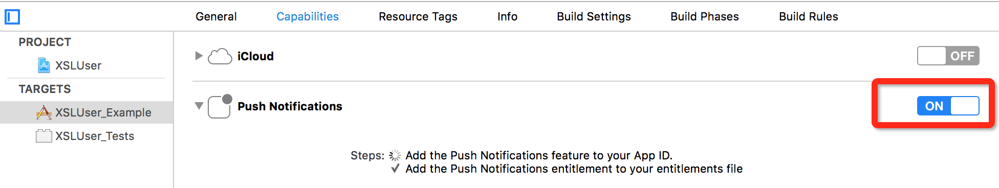 General Capabilities Resource Tags Info Build Settings Build Phases Build Rules
PROJECT
XSLUser
TARGETS
XSLUser_Example
XSLUser_Tests
iCloud OFF
Push Notifications ON
Steps: Add the Push Notifications feature to your App ID.
Add the Push Notifications entitlement to your entitlements file